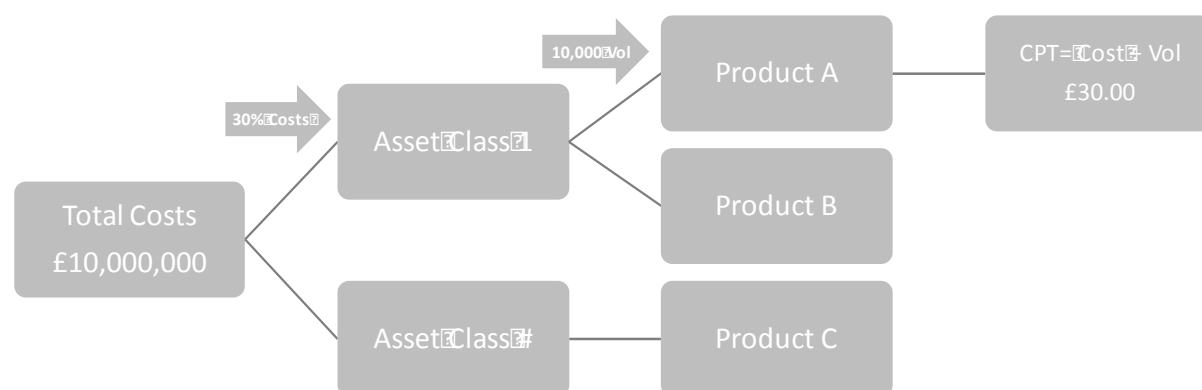 10,000 Vol
Product A
CPT= Cost ÷ Vol
£30.00
30% Costs
Asset Class 1
Product B
Total Costs
£10,000,000
Asset Class #
Product C